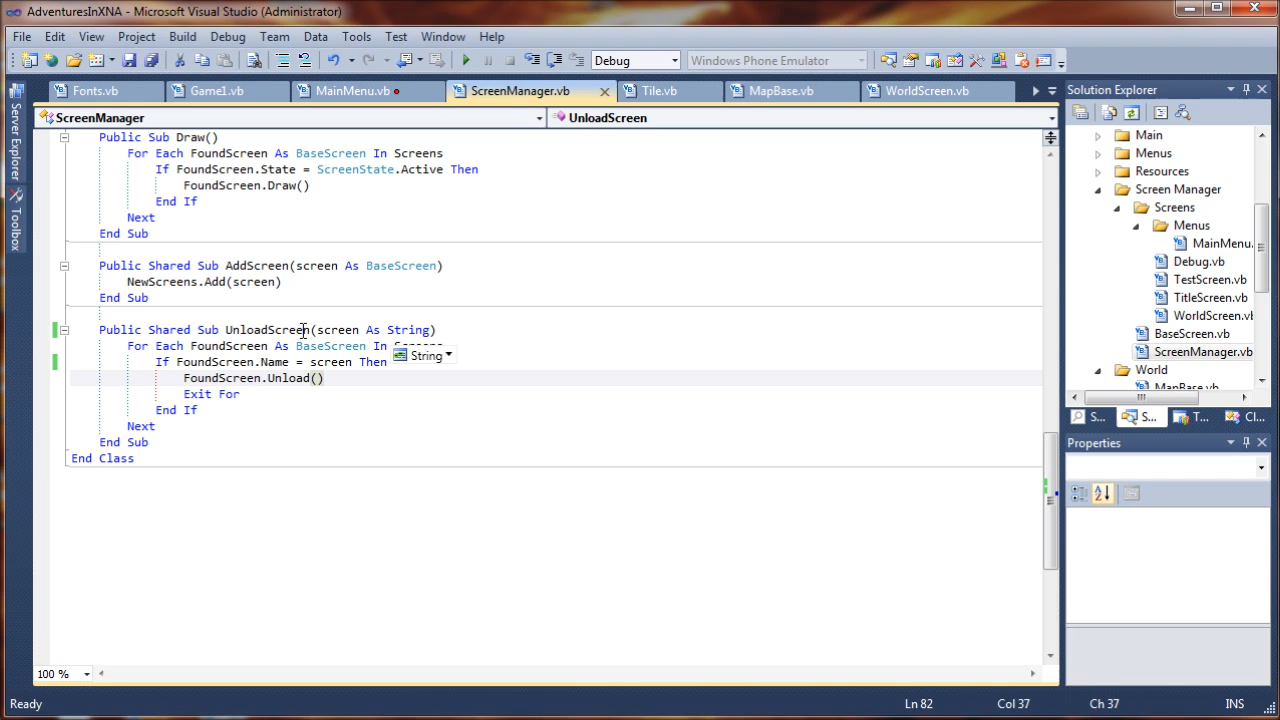 AdventuresInXNA - Microsoft Visual Studio (Administrator)
File Edit View Project Build Debug Team Data Tools Test Window Help
Debug Windows Phone Emulator
Fonts.vb Game1.vb MainMenu.vb ScreenManager.vb Tile.vb MapBase.vb WorldScreen.vb
ScreenManager UnloadScreen
Server Explorer
Toolbox
Public Sub Draw()
For Each FoundScreen As BaseScreen In Screens
If FoundScreen.State = ScreenState.Active Then
FoundScreen.Draw()
End If
Next
End Sub
Public Shared Sub AddScreen(screen As BaseScreen)
NewScreens.Add(screen)
End Sub
Public Shared Sub UnloadScreen(screen As String)
For Each FoundScreen As BaseScreen In Screens
String
If FoundScreen.Name = screen Then
FoundScreen.Unload()
Exit For
End If
Next
End Sub
End Class
100 %
Solution Explorer
Main
Menus
Resources
Screen Manager
Screens
Menus
MainMenu.
Debug.vb
TestScreen.vb
TitleScreen.vb
WorldScreen.vb
BaseScreen.vb
ScreenManager.vb
World
MapBase.vb
S... S... T... Cl...
Properties
Ready Ln 82 Col 37 Ch 37 INS